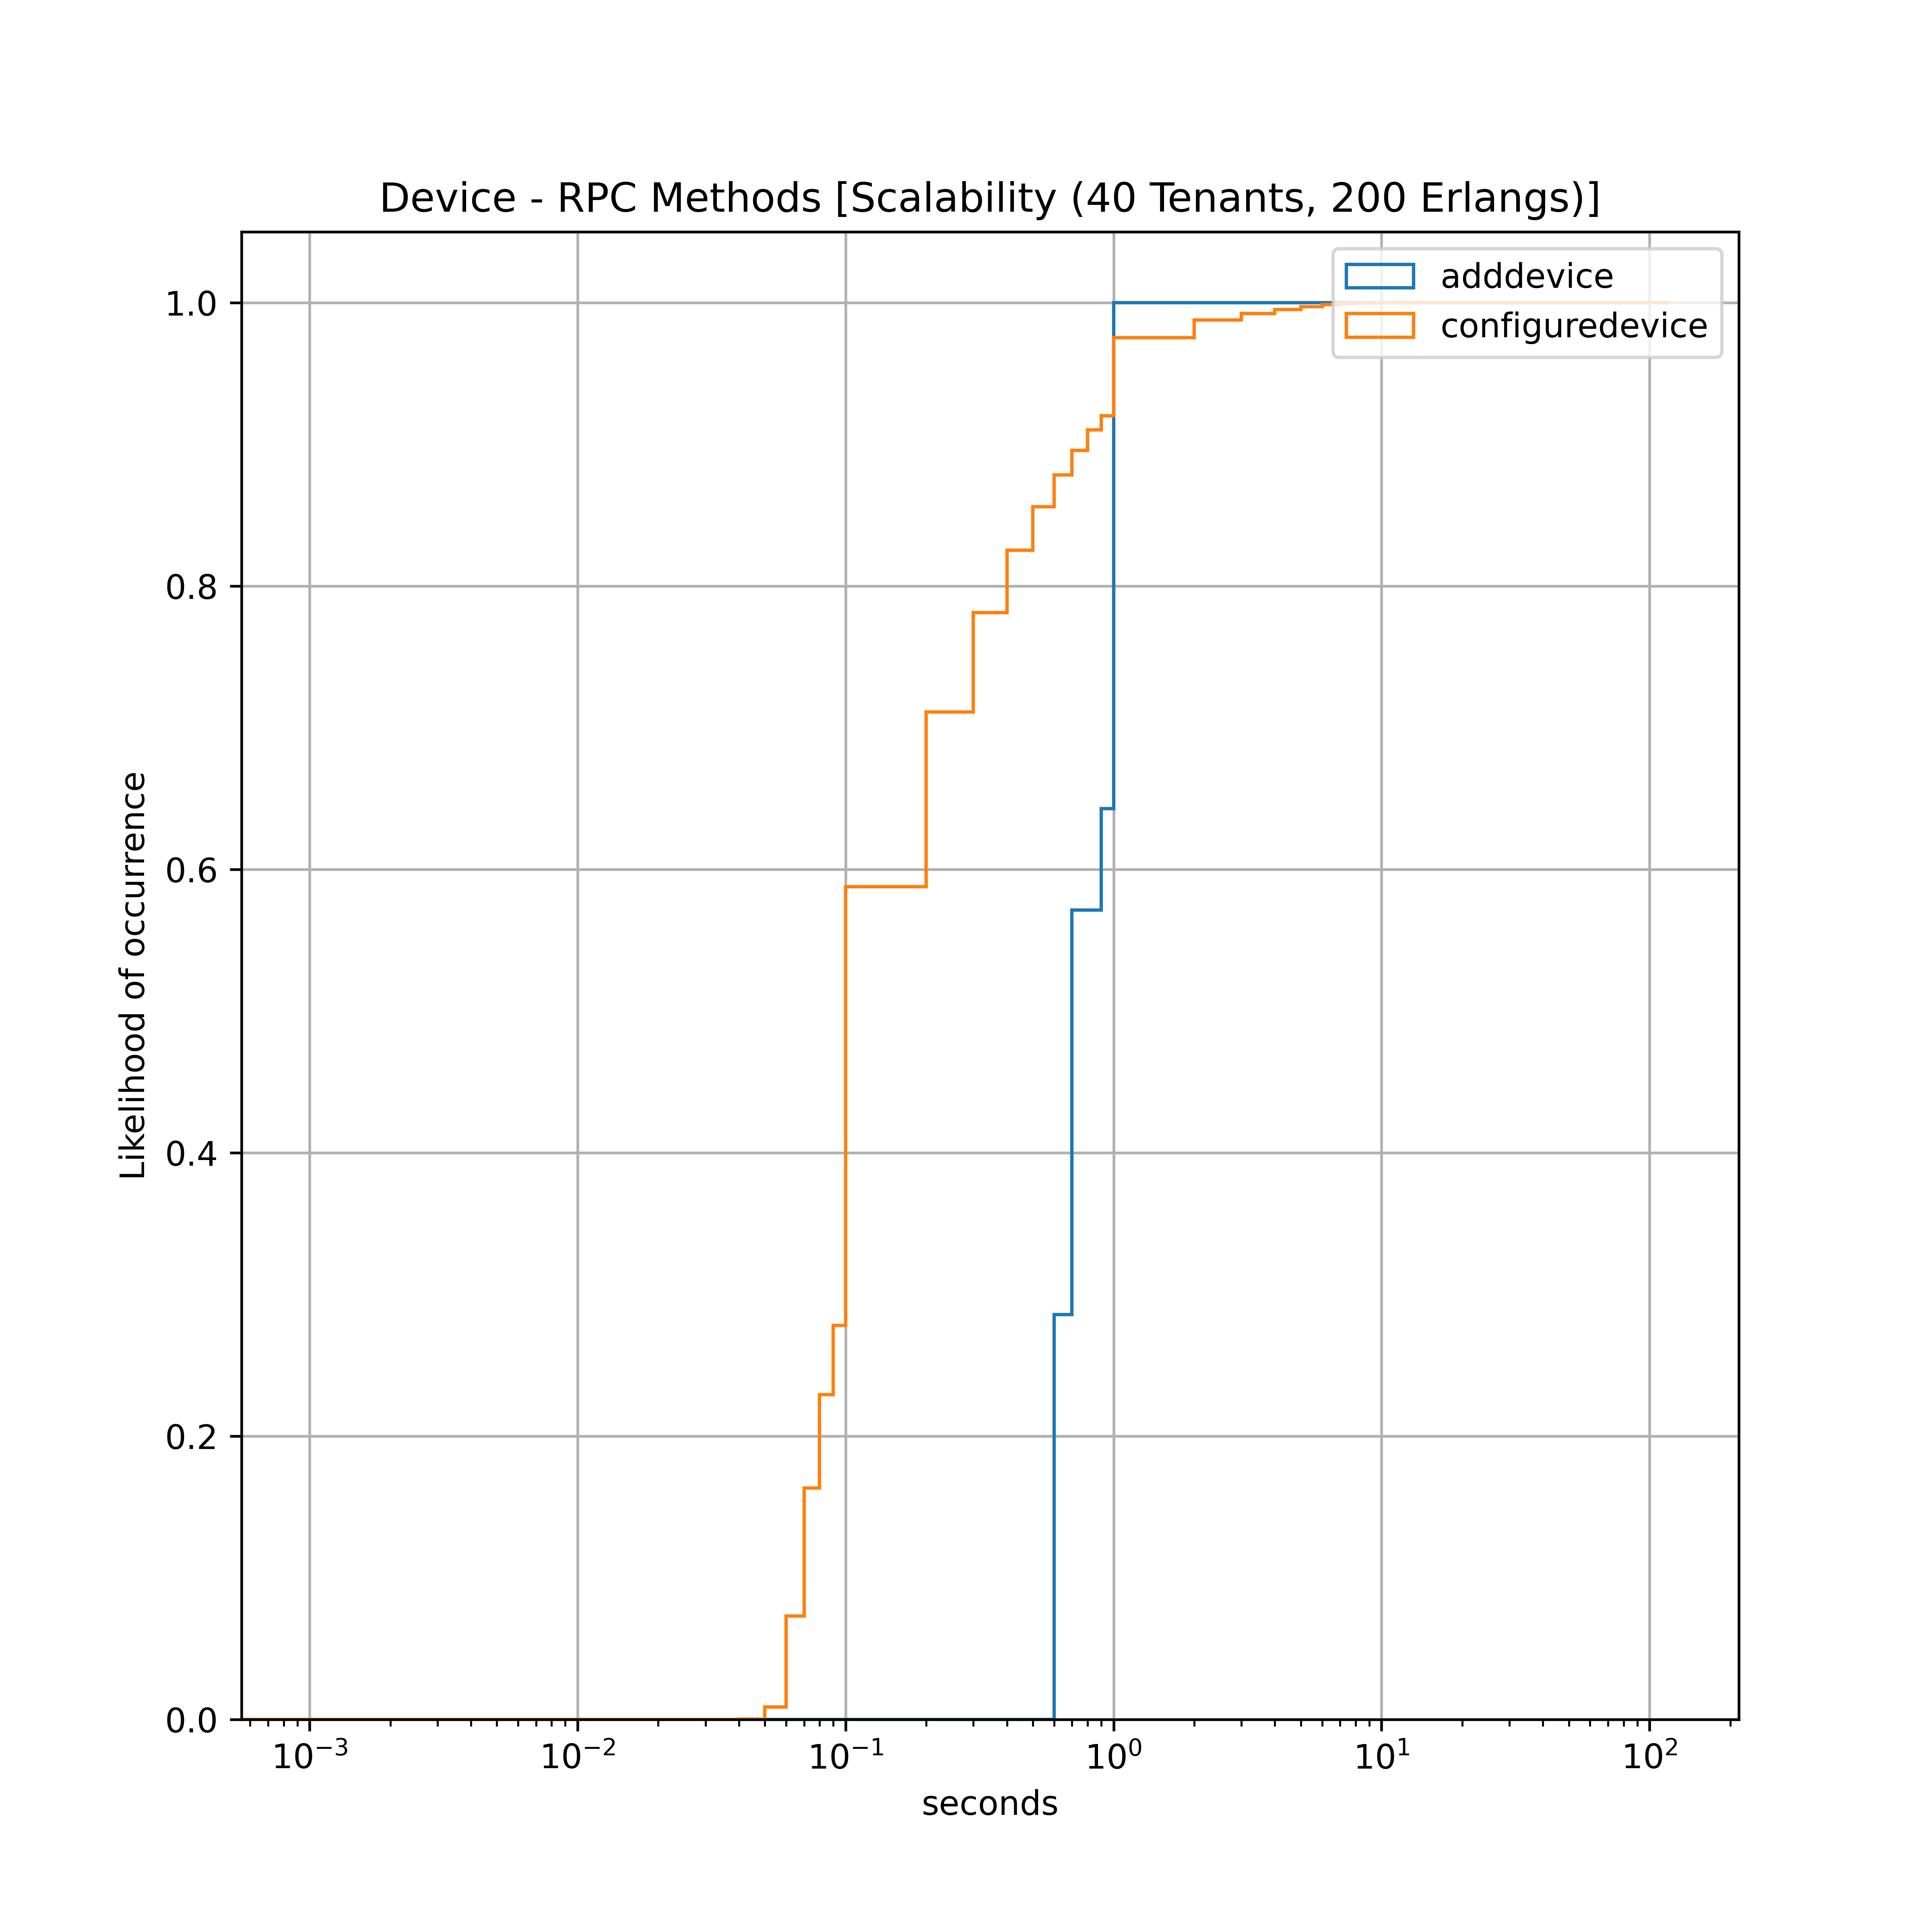 Device - RPC Methods [Scalability (40 Tenants, 200 Erlangs)]
adddevice
configuredevice
Likelihood of occurrence
1.0
0.8
0.6
0.4
0.2
0.0
10⁻³ 10⁻² 10⁻¹ 10⁰ 10¹ 10²
seconds